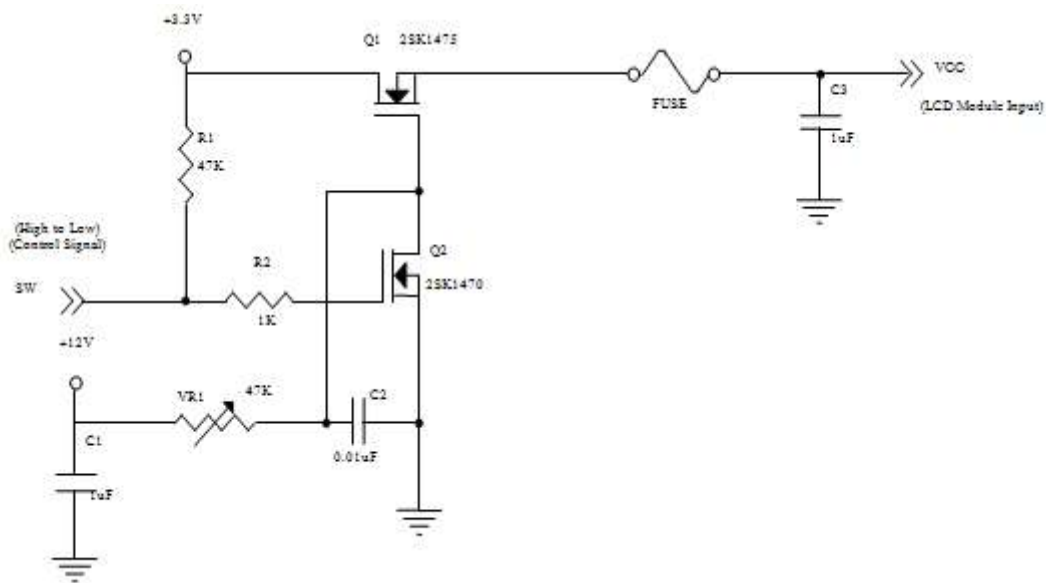 +3.3V
Q1 2SK1475
VCC
FUSE
C3
(LCD Module Input)
R1
47K
1uF
(High to Low)
(Control Signal)
Q2
R2
SW
2SK1470
1K
+12V
VR1
47K
C2
C1
0.01uF
1uF